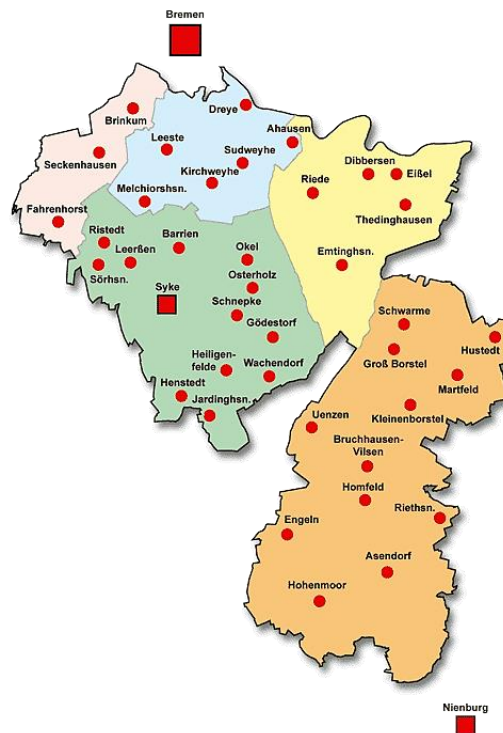 Bremen
Brinkum
Dreye
Leeste
Ahausen
Seckenhausen
Sudweyhe
Dibbersen
Eißel
Kirchweyhe
Riede
Melchiorshsn.
Thedinghausen
Fahrenhorst
Ristedt
Barrien
Okel
Leerßen
Emtinghsn.
Sörhsn.
Osterholz
Syke
Schnepke
Schwarme
Gödestorf
Hustedt
Groß Borstel
Heiligen-
felde
Wachendorf
Henstedt
Martfeld
Jardinghsn.
Kleinenborstel
Uenzen
Bruchhausen-
Vilsen
Homfeld
Riethsn.
Engeln
Asendorf
Hohenmoor
Nienburg